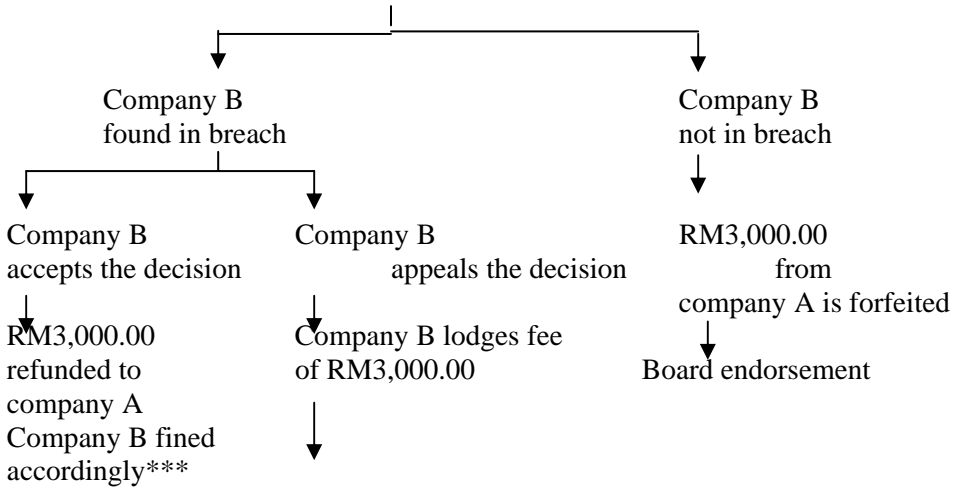 Company B
found in breach
Company B
not in breach
Company B
accepts the decision
Company B
appeals the decision
RM3,000.00
from
company A is forfeited
RM3,000.00
refunded to
company A
Company B fined
accordingly***
Company B lodges fee
of RM3,000.00
Board endorsement